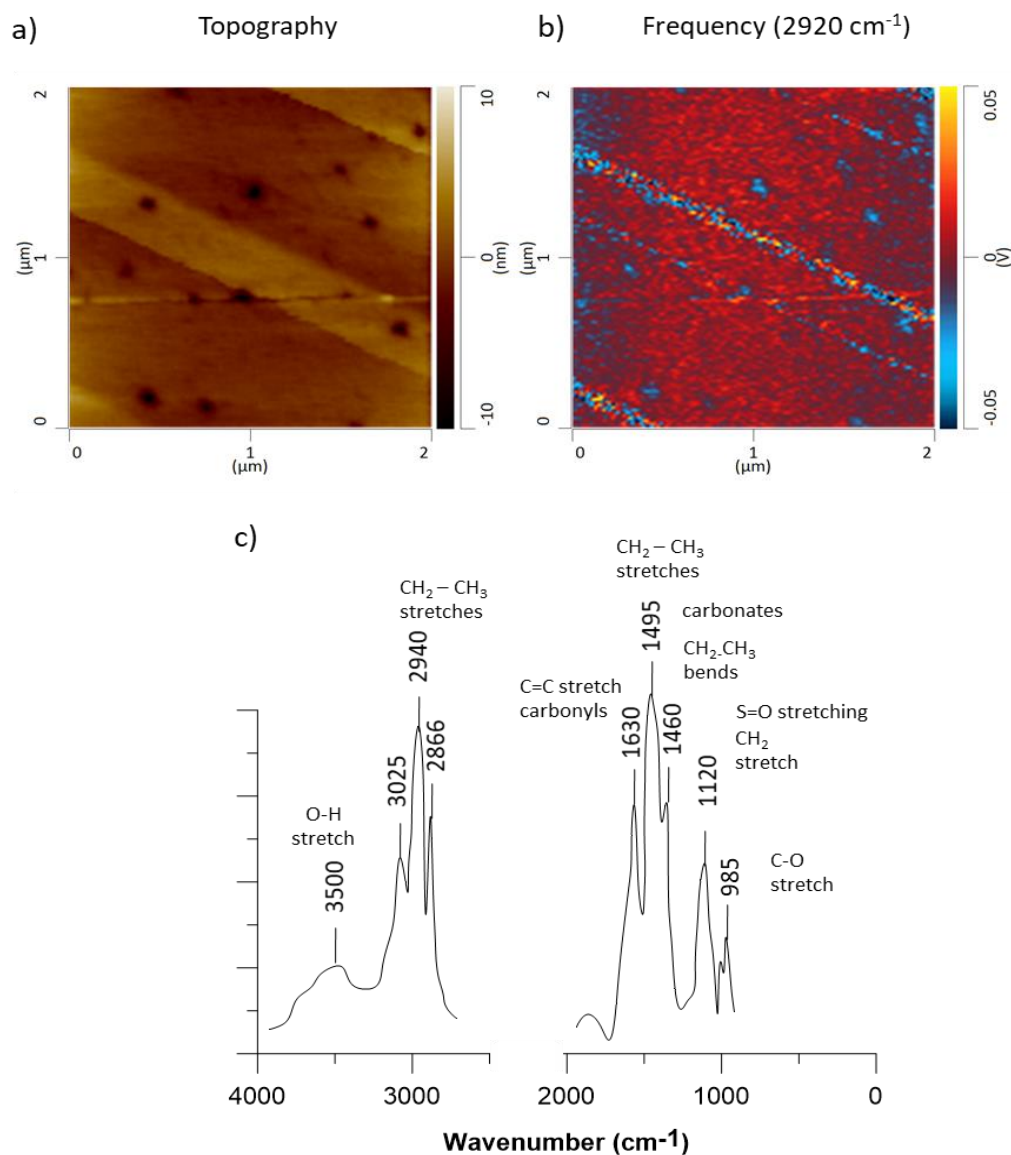 a)
Topography
b)
Frequency (2920 cm-1)
2
1
0
(µm)
0
1
2
(µm)
10
0
-10
(nm)
2
1
0
(µm)
0
1
2
(µm)
0.05
0
-0.05
(V)
c)
CH2 – CH3
stretches
2940
3025
2866
O-H
stretch
3500
CH2 – CH3
stretches
1495
carbonates
CH2-CH3
bends
C=C stretch
carbonyls
1630
1460
S=O stretching
CH2
stretch
1120
C-O
stretch
985
4000
3000
2000
1000
0
Wavenumber (cm-1)